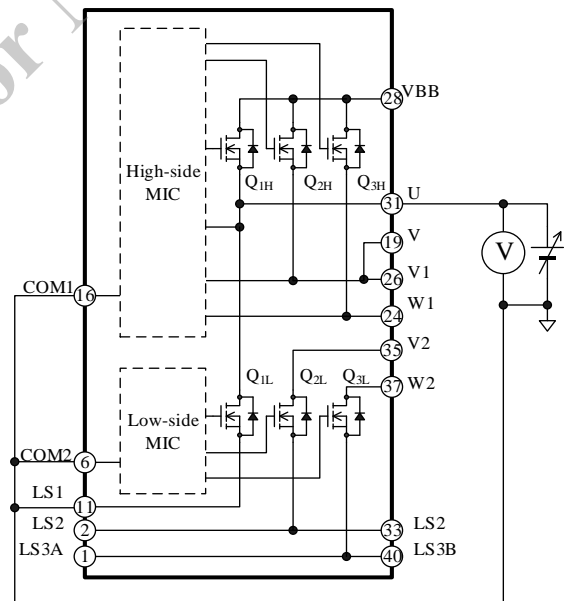 or
VBB
28
High-side
MIC
Q1H
Q2H
Q3H
U
31
V
19
V
V1
26
COM1
16
W1
24
V2
35
W2
37
Q1L
Q2L
Q3L
Low-side
MIC
COM2
6
LS1
11
LS2
2
33
LS2
LS3A
1
40
LS3B